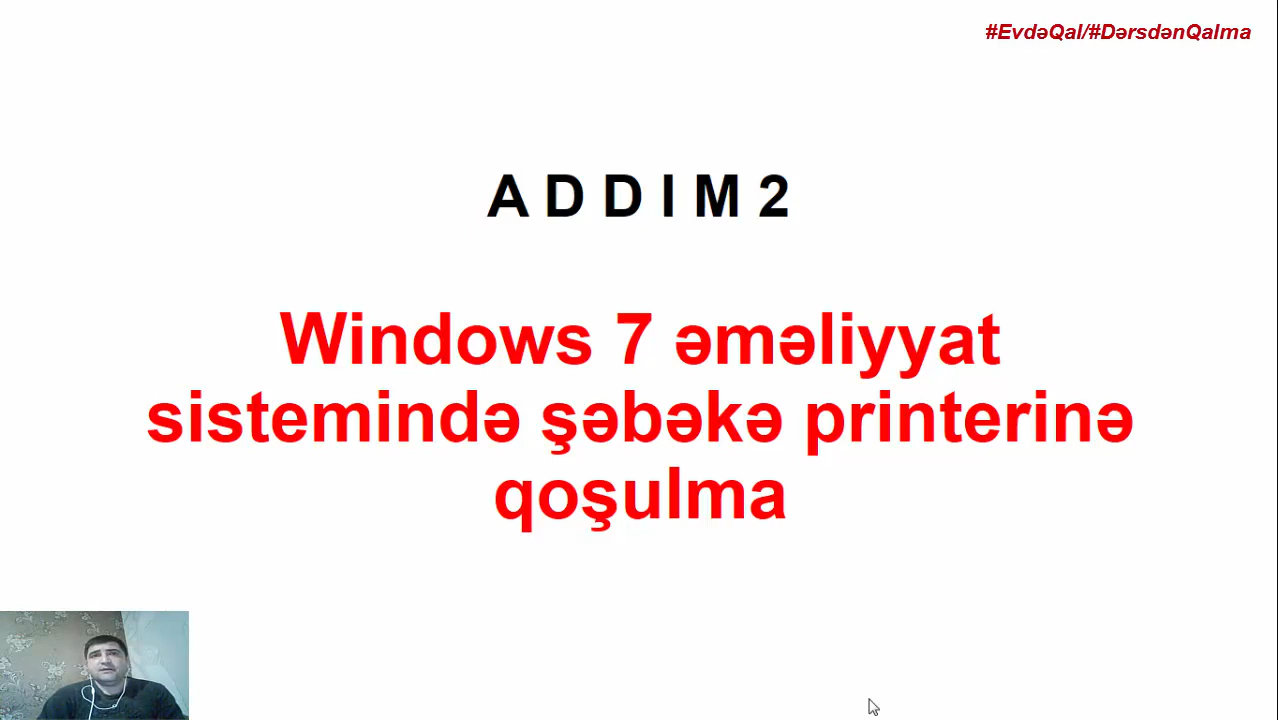 #EvdəQal/#DərsdənQalma
A D D I M 2
Windows 7 əməliyyat
sistemində şəbəkə printerinə
qoşulma